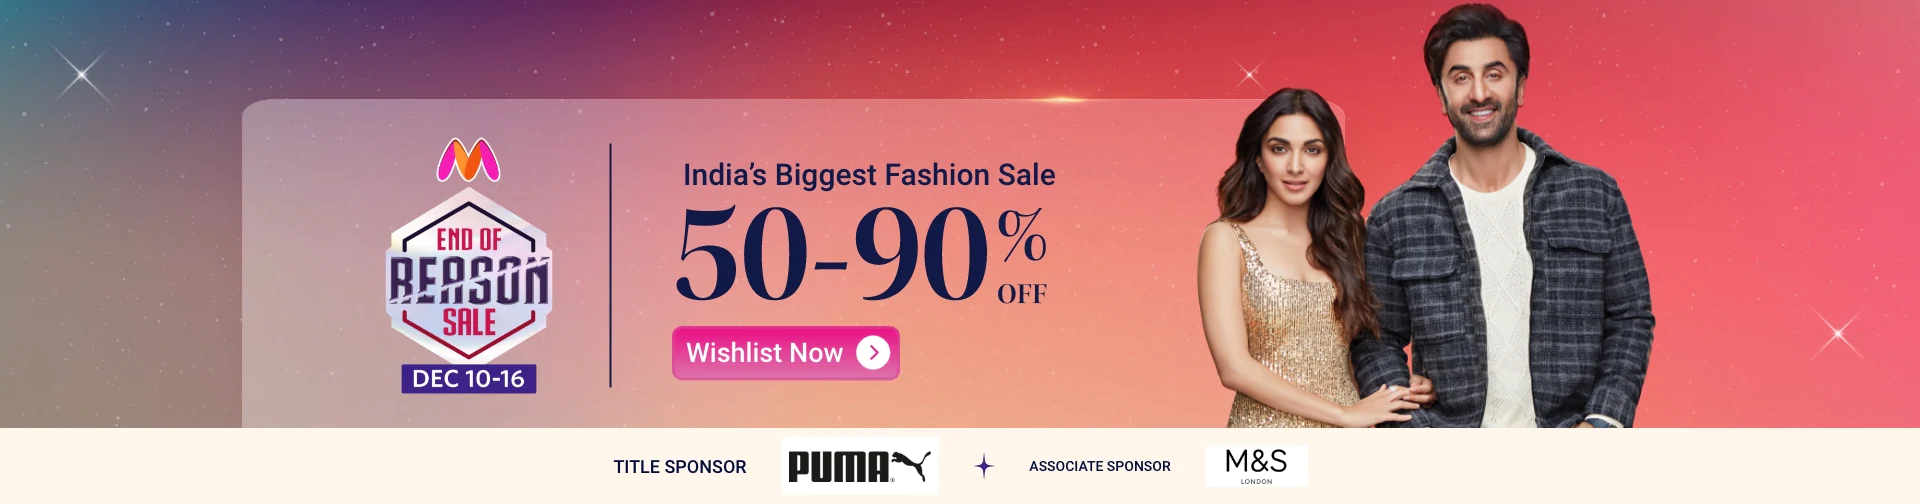 END OF
REASON
SALE
DEC 10-16
India’s Biggest Fashion Sale
50-90%
OFF
Wishlist Now
TITLE SPONSOR
PUMA
ASSOCIATE SPONSOR
M&S
LONDON